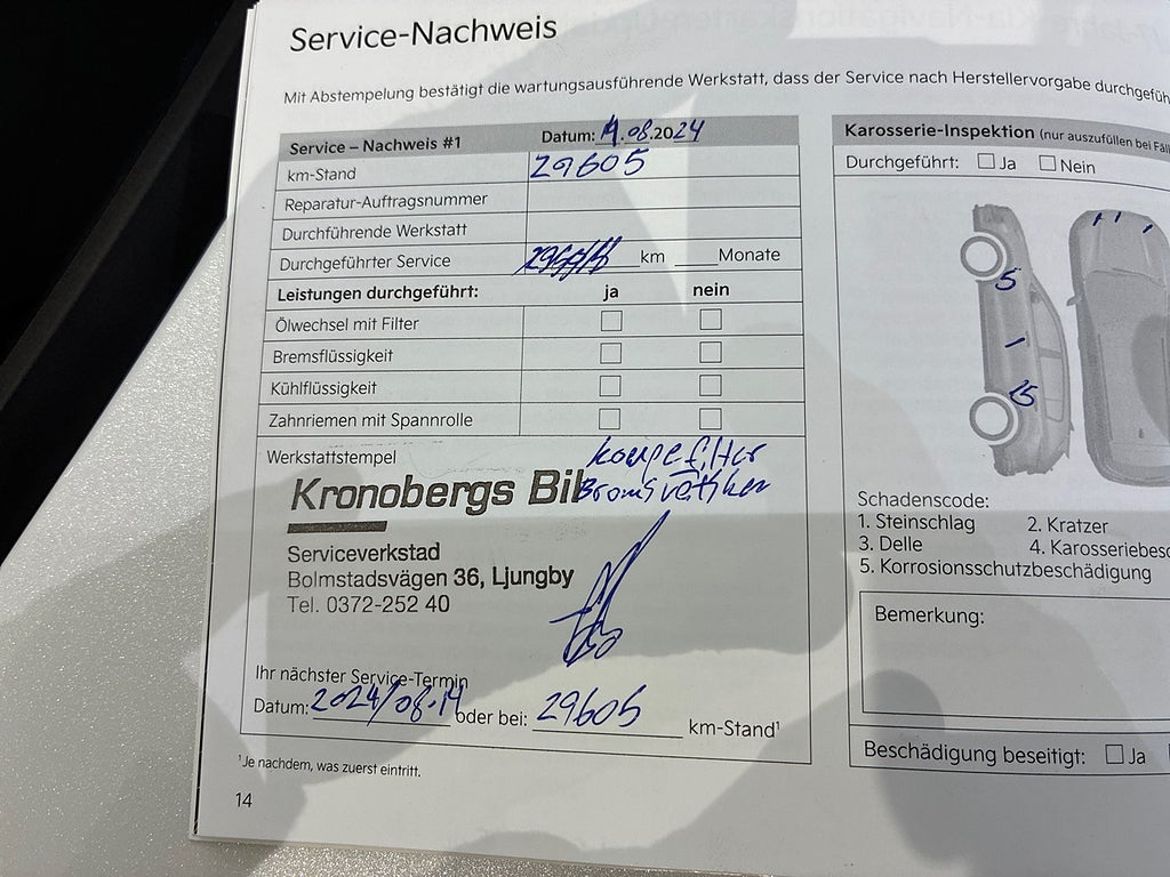 Service-Nachweis
Mit Abstempelung bestätigt die wartungsausführende Werkstatt, dass der Service nach Herstellervorgabe durchgeführ
Service – Nachweis #1 Datum: 14.08.2024
km-Stand 29605
Reparatur-Auftragsnummer
Durchführende Werkstatt
Durchgeführter Service km Monate
Leistungen durchgeführt: ja nein
Ölwechsel mit Filter
Bremsflüssigkeit
Kühlflüssigkeit
Zahnriemen mit Spannrolle
Werkstattstempel
koupefilter
Kronobergs Bil
Bromsvätska
Serviceverkstad
Bolmstadsvägen 36, Ljungby
Tel. 0372-252 40
Ihr nächster Service-Termin
Datum: 2024/08.14 oder bei: 29605 km-Stand¹
¹Je nachdem, was zuerst eintritt.
14
Karosserie-Inspektion (nur auszufüllen bei Fäll
Durchgeführt: Ja Nein
5
15
Schadenscode:
1. Steinschlag 2. Kratzer
3. Delle 4. Karosseriebesc
5. Korrosionsschutzbeschädigung
Bemerkung:
Beschädigung beseitigt: Ja